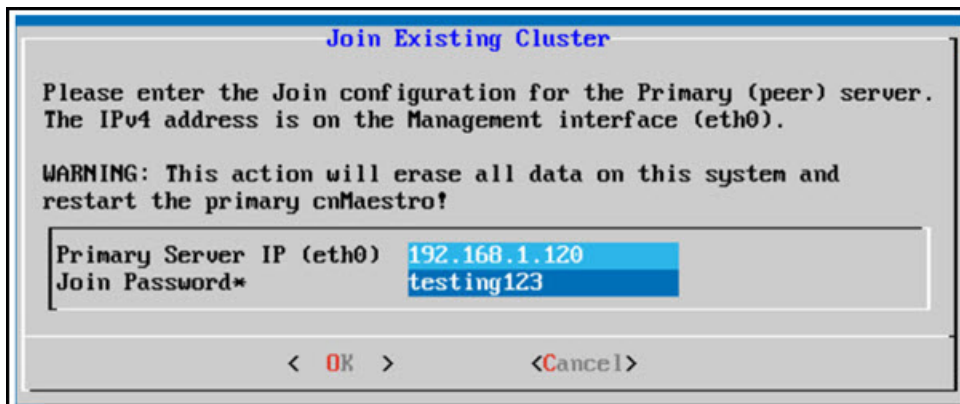 Join Existing Cluster
Please enter the Join configuration for the Primary (peer) server.
The IPv4 address is on the Management interface (eth0).
WARNING: This action will erase all data on this system and
restart the primary cnMaestro!
Primary Server IP (eth0) 192.168.1.120
Join Password* testing123
< OK > <Cancel>